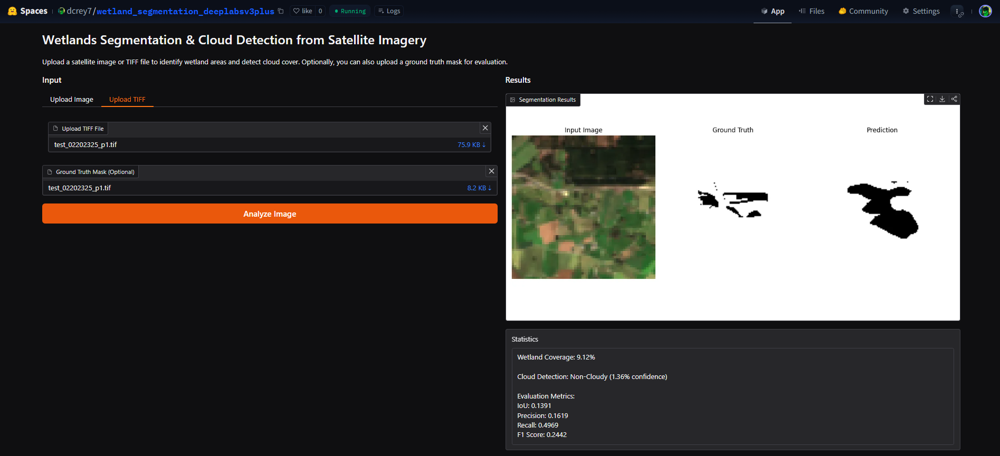 Spaces dcrey7/wetland_segmentation_deeplabsv3plus like 0 Running Logs App Files Community Settings
Wetlands Segmentation & Cloud Detection from Satellite Imagery
Upload a satellite image or TIFF file to identify wetland areas and detect cloud cover. Optionally, you can also upload a ground truth mask for evaluation.
Input
Upload Image Upload TIFF
Upload TIFF File
test_02202325_p1.tif 75.9 KB ↓
Ground Truth Mask (Optional)
test_02202325_p1.tif 8.2 KB ↓
Analyze Image
Results
Segmentation Results
Input Image Ground Truth Prediction
Statistics
Wetland Coverage: 9.12%
Cloud Detection: Non-Cloudy (1.36% confidence)
Evaluation Metrics:
IoU: 0.1391
Precision: 0.1619
Recall: 0.4969
F1 Score: 0.2442